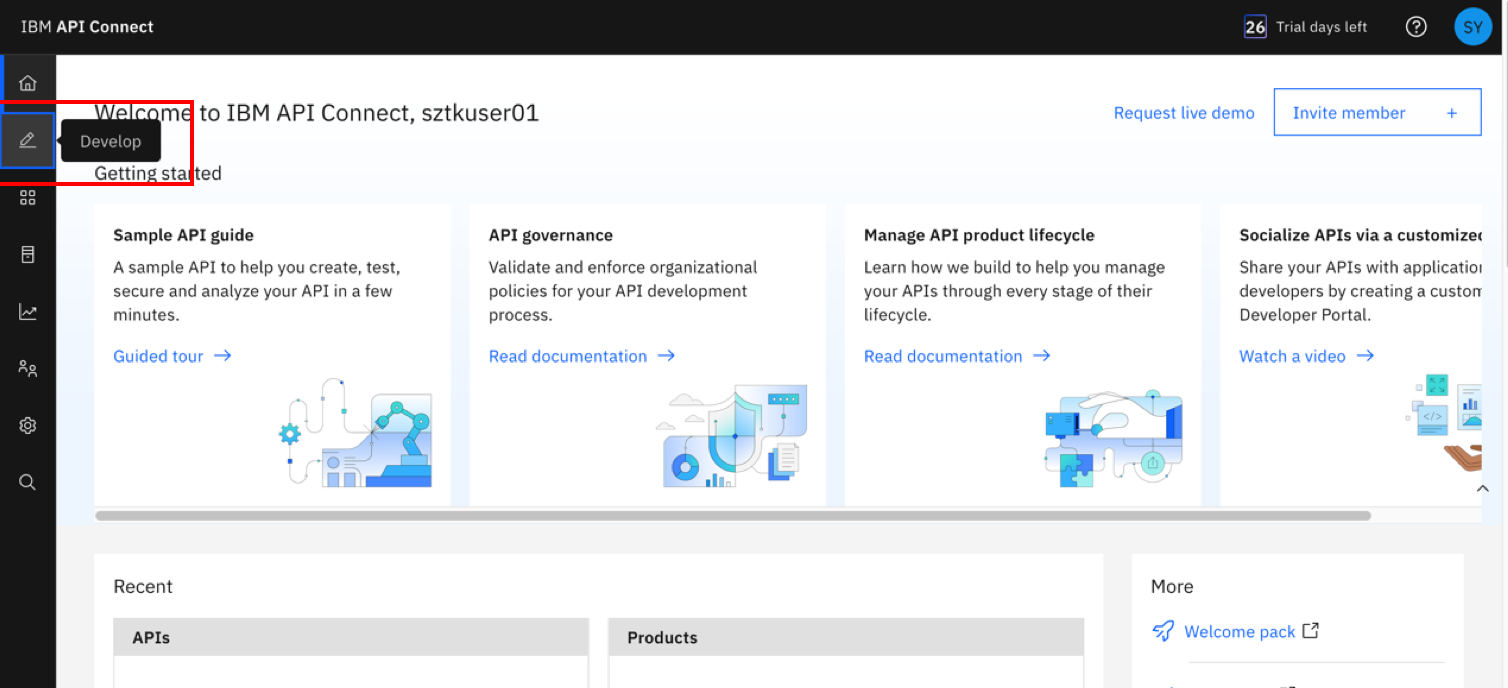 IBM API Connect
26 Trial days left
SY
Welcome to IBM API Connect, sztkuser01
Request live demo
Invite member +
Develop
Getting started
Sample API guide
A sample API to help you create, test,
secure and analyze your API in a few
minutes.
Guided tour
API governance
Validate and enforce organizational
policies for your API development
process.
Read documentation
Manage API product lifecycle
Learn how we build to help you manage
your APIs through every stage of their
lifecycle.
Read documentation
Socialize APIs via a customized
Share your APIs with application
developers by creating a custom
Developer Portal.
Watch a video
Recent
APIs
Products
More
Welcome pack